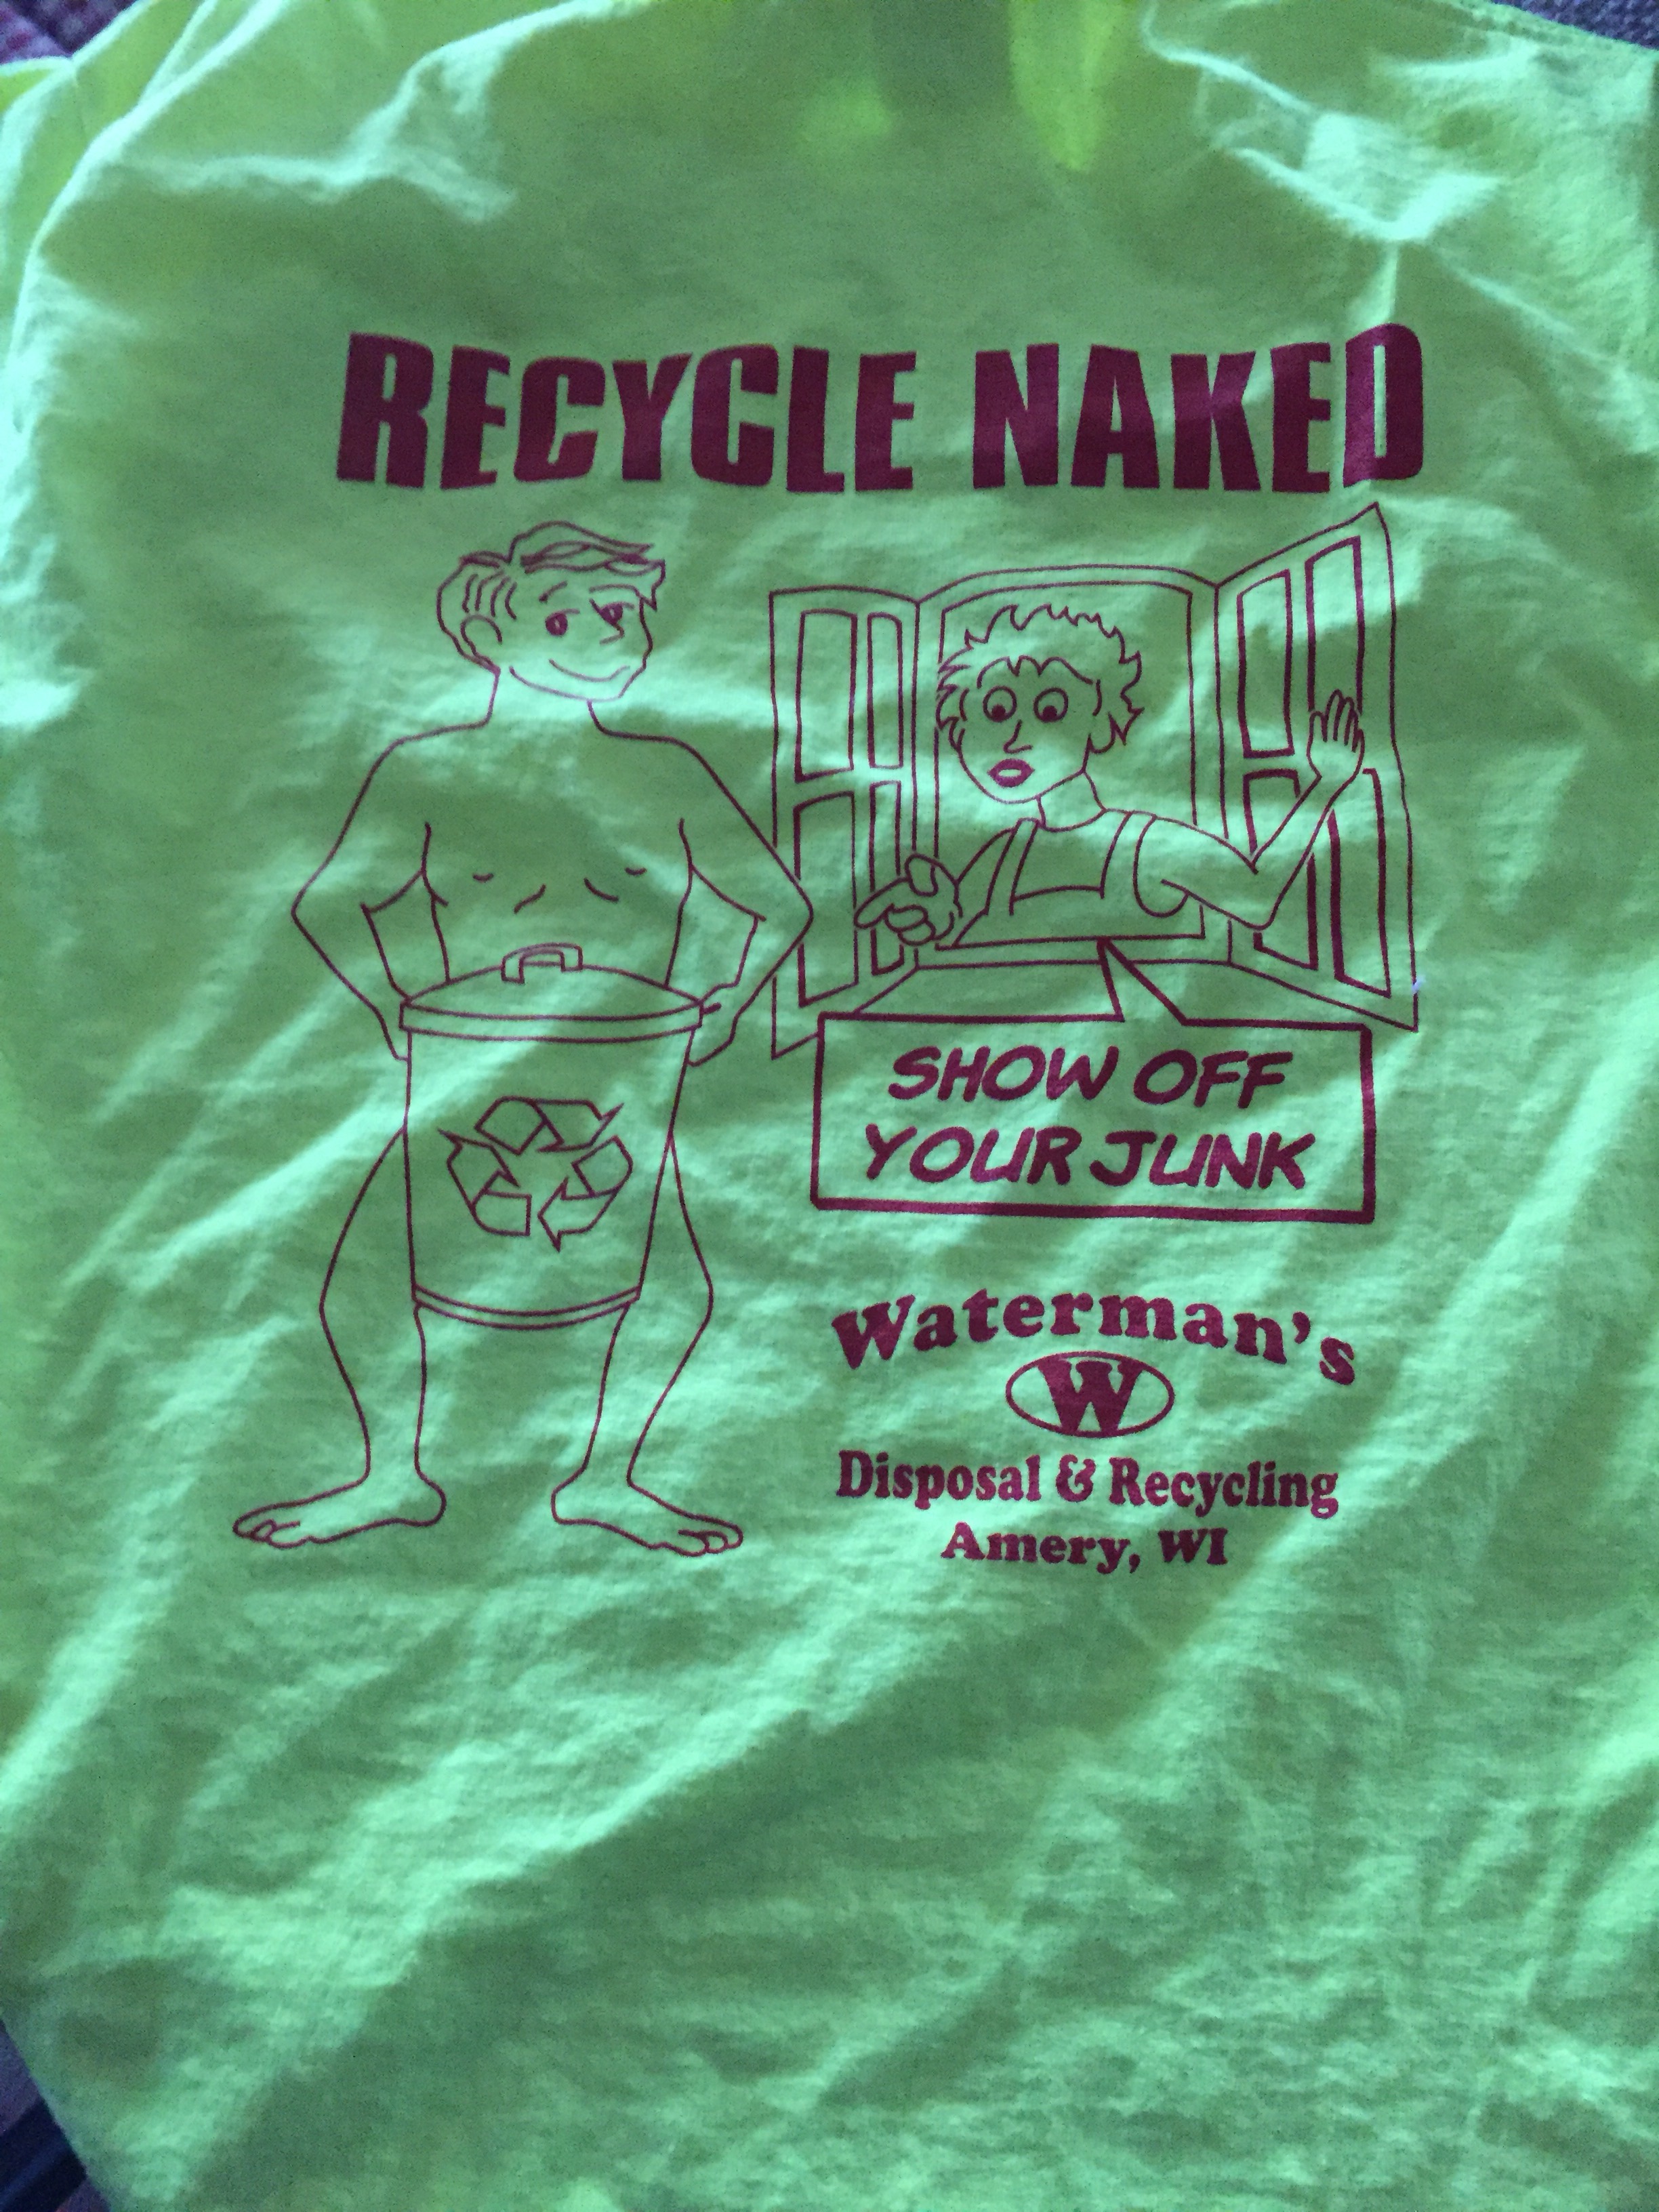 RECYCLE NAKED
SHOW OFF
YOUR JUNK
Waterman's
W
Disposal & Recycling
Amery, WI